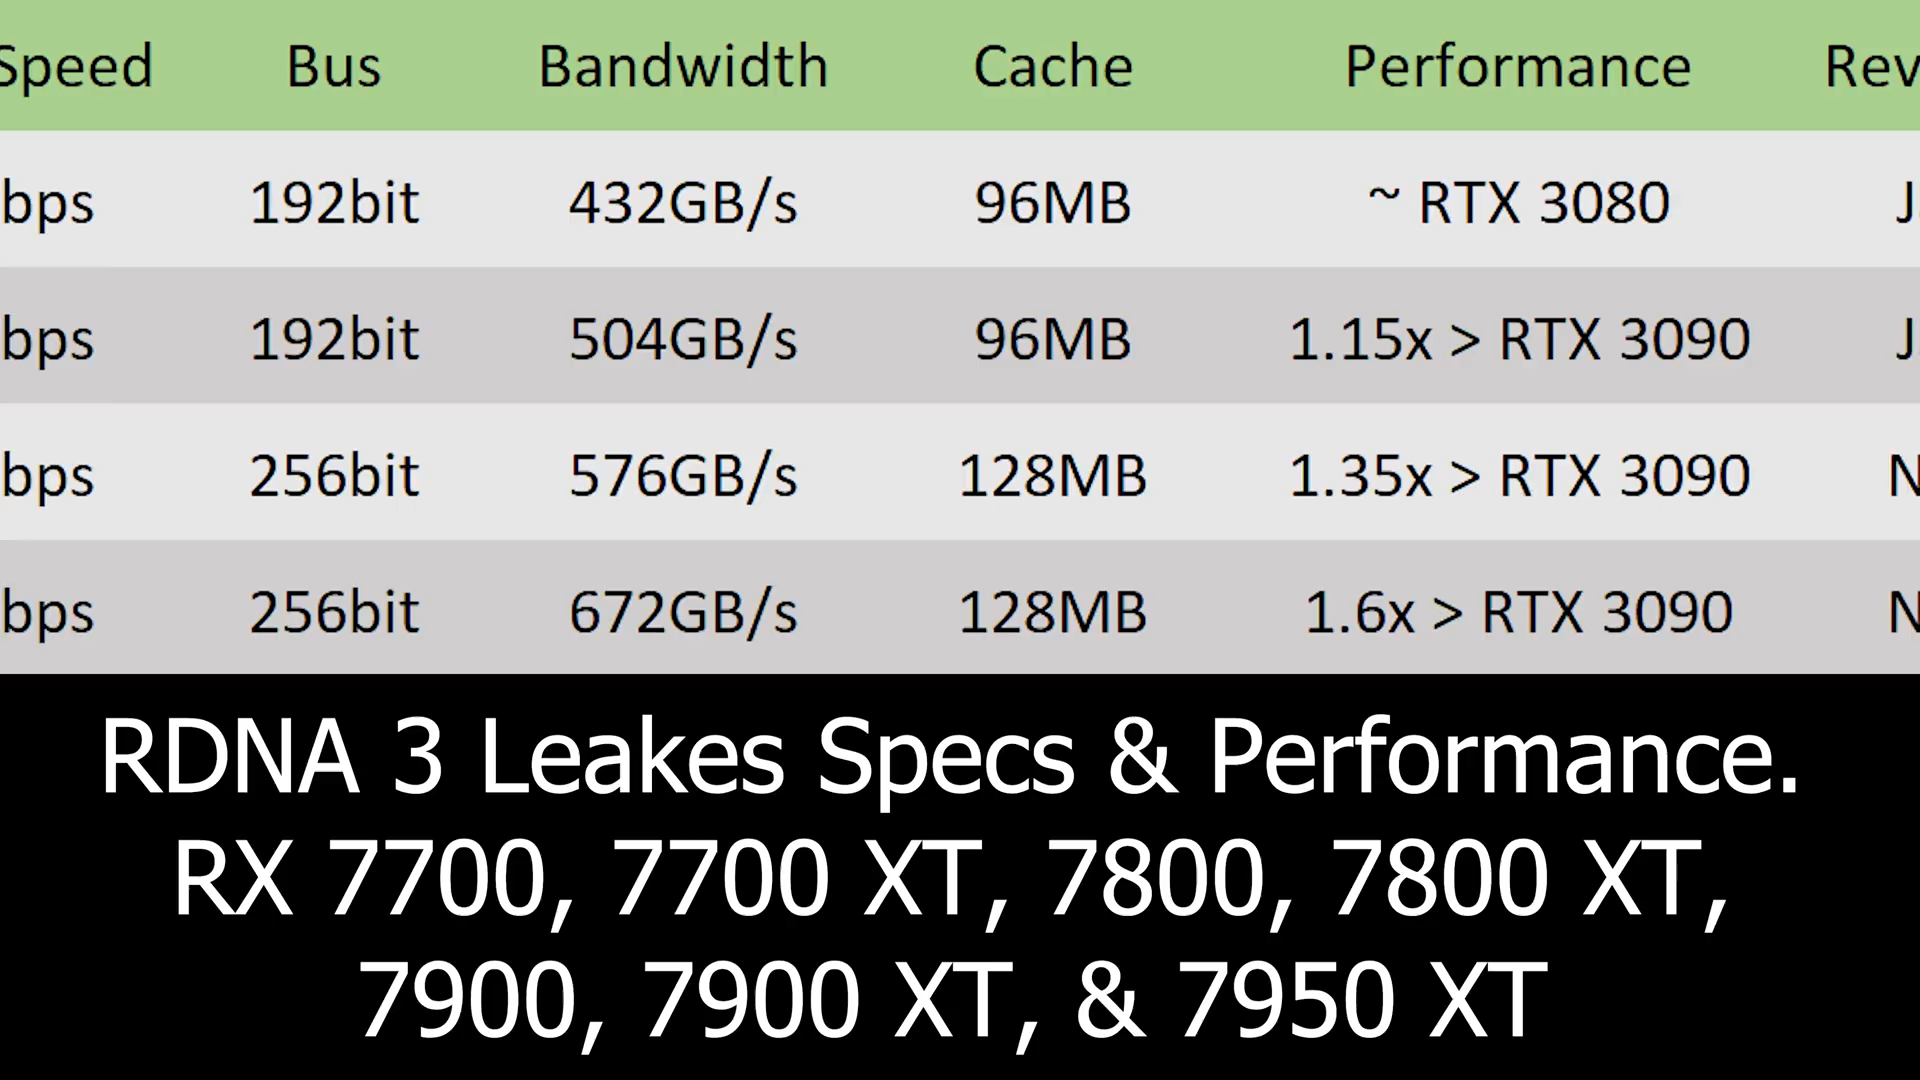 Speed Bus Bandwidth Cache Performance Rev
bps 192bit 432GB/s 96MB ~ RTX 3080 J
bps 192bit 504GB/s 96MB 1.15x > RTX 3090 J
bps 256bit 576GB/s 128MB 1.35x > RTX 3090 N
bps 256bit 672GB/s 128MB 1.6x > RTX 3090 N
RDNA 3 Leakes Specs & Performance.
RX 7700, 7700 XT, 7800, 7800 XT,
7900, 7900 XT, & 7950 XT